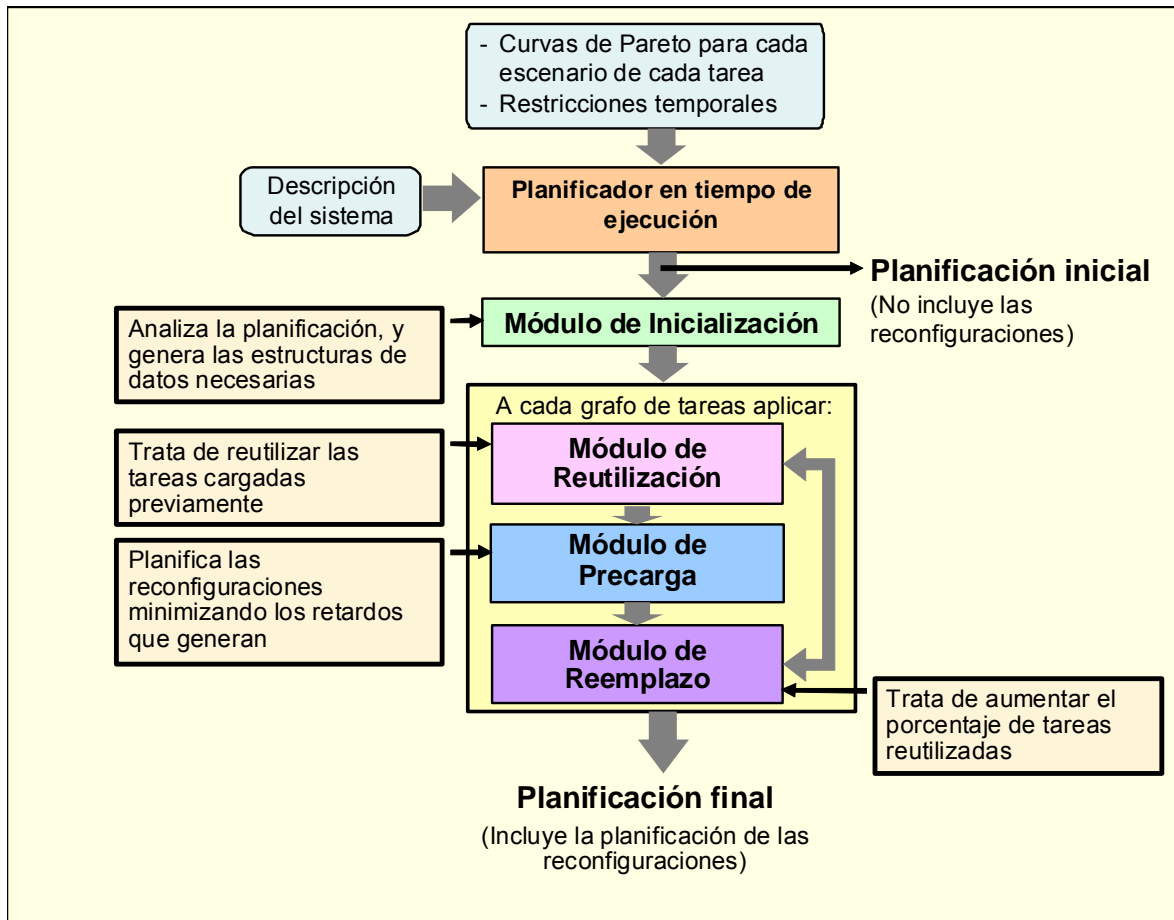 - Curvas de Pareto para cada
escenario de cada tarea
- Restricciones temporales
Descripción
del sistema
Planificador en tiempo de
ejecución
Planificación inicial
(No incluye las
reconfiguraciones)
Analiza la planificación, y
genera las estructuras de
datos necesarias
Módulo de Inicialización
A cada grafo de tareas aplicar:
Trata de reutilizar las
tareas cargadas
previamente
Módulo de
Reutilización
Planifica las
reconfiguraciones
minimizando los retardos
que generan
Módulo de
Precarga
Módulo de
Reemplazo
Trata de aumentar el
porcentaje de tareas
reutilizadas
Planificación final
(Incluye la planificación de las
reconfiguraciones)